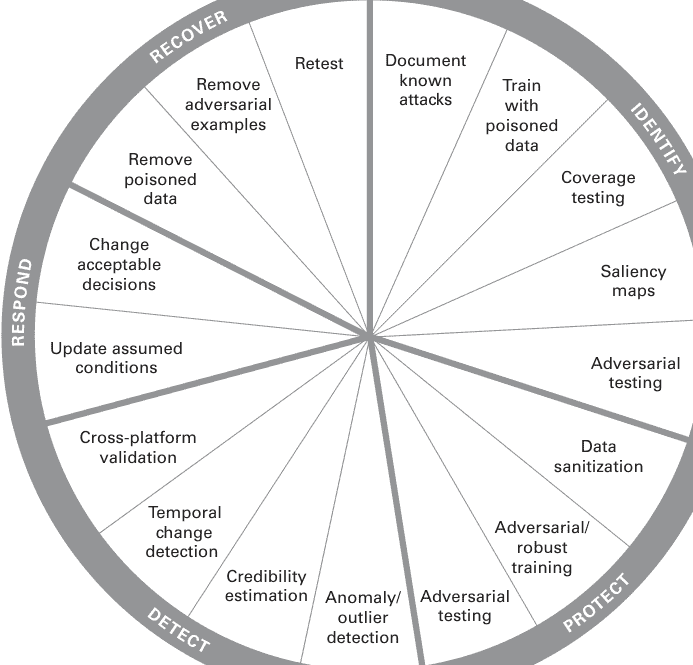 RECOVER
Retest
Remove
adversarial
examples
Remove
poisoned
data
IDENTIFY
Document
known
attacks
Train
with
poisoned
data
Coverage
testing
Saliency
maps
Adversarial
testing
PROTECT
Data
sanitization
Adversarial/
robust
training
Adversarial
testing
DETECT
Anomaly/
outlier
detection
Credibility
estimation
Temporal
change
detection
Cross-platform
validation
RESPOND
Update assumed
conditions
Change
acceptable
decisions